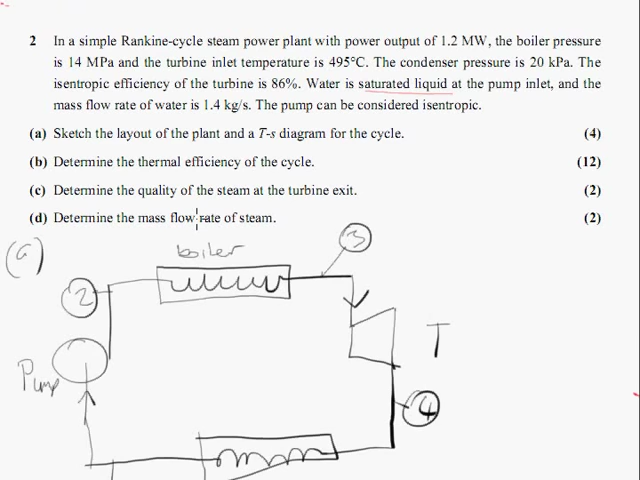 2 In a simple Rankine-cycle steam power plant with power output of 1.2 MW, the boiler pressure
is 14 MPa and the turbine inlet temperature is 495°C. The condenser pressure is 20 kPa. The
isentropic efficiency of the turbine is 86%. Water is saturated liquid at the pump inlet, and the
mass flow rate of water is 1.4 kg/s. The pump can be considered isentropic.
(a) Sketch the layout of the plant and a T-s diagram for the cycle. (4)
(b) Determine the thermal efficiency of the cycle. (12)
(c) Determine the quality of the steam at the turbine exit. (2)
(d) Determine the mass flow rate of steam. (2)
(a)
boiler
3
2
T
Pump
4